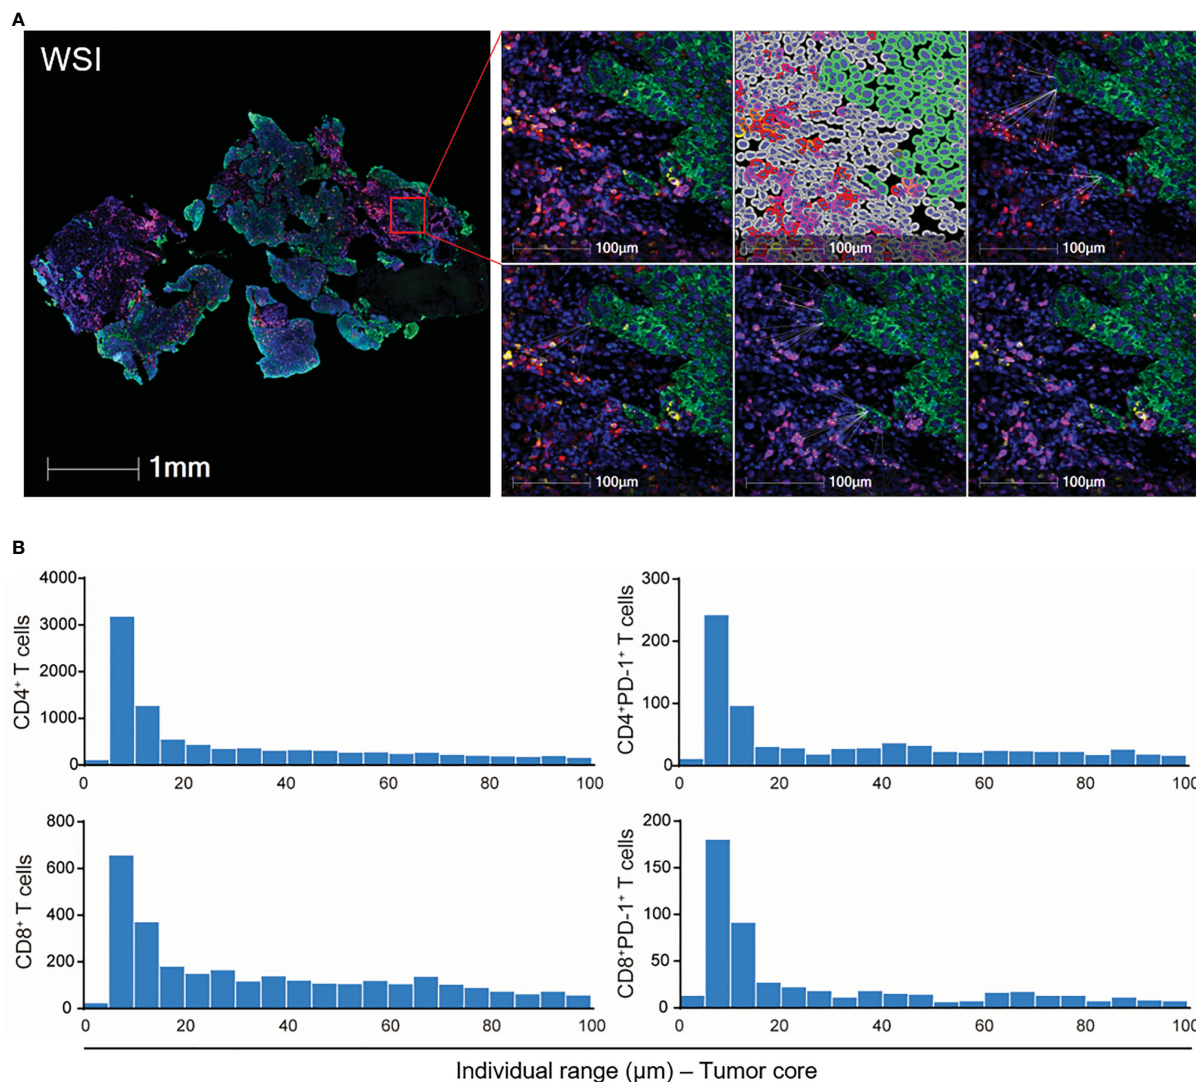 A
WSI
1mm
100µm
100µm
100µm
100µm
100µm
100µm
B
CD4⁺ T cells
4000
3000
2000
1000
0
0 20 40 60 80 100
CD4⁺PD-1⁺ T cells
300
200
100
0
0 20 40 60 80 100
CD8⁺ T cells
800
600
400
200
0
0 20 40 60 80 100
CD8⁺PD-1⁺ T cells
200
150
100
50
0
0 20 40 60 80 100
Individual range (µm) – Tumor core